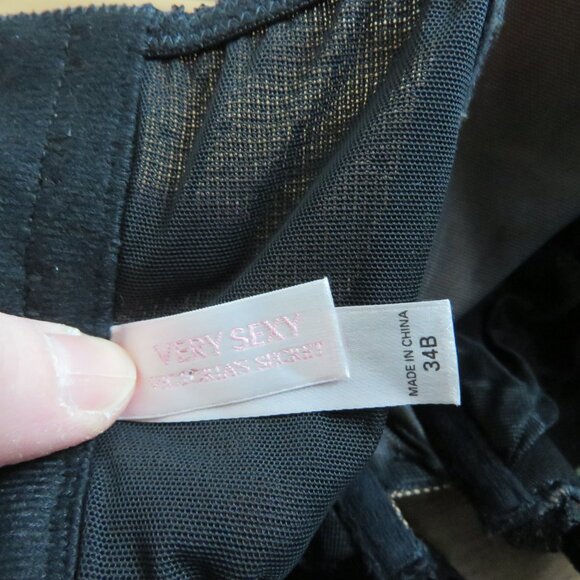 VERY SEXY
VICTORIA'S SECRET
MADE IN CHINA
34B